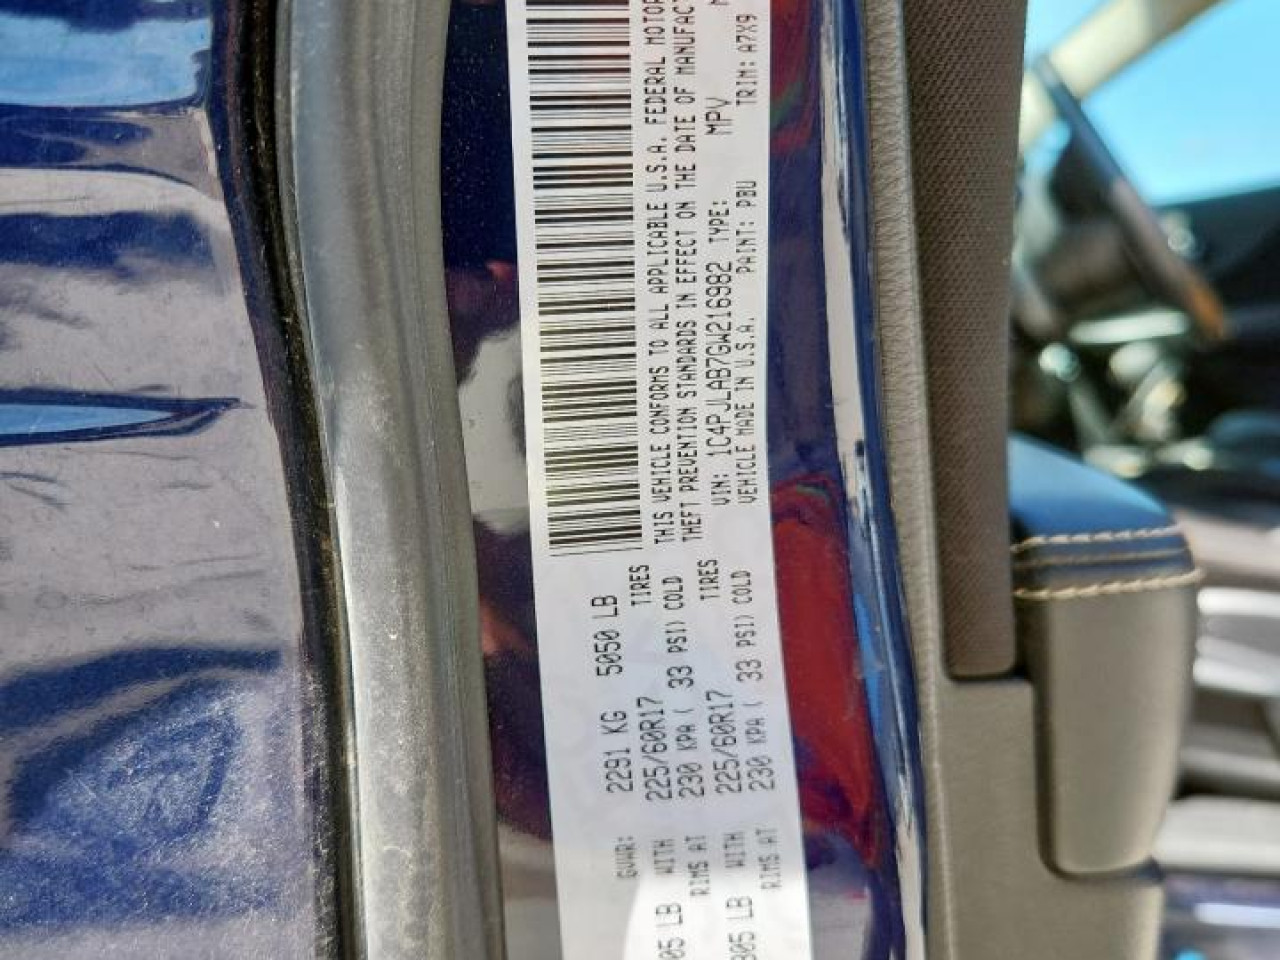 GVWR: 2291 KG 5050 LB
05 LB WITH 225/60R17 TIRES
RIMS AT 230 KPA ( 33 PSI) COLD
305 LB WITH 225/60R17 TIRES
RIMS AT 230 KPA ( 33 PSI) COLD
THIS VEHICLE CONFORMS TO ALL APPLICABLE U.S.A. FEDERAL MOTOR
THEFT PREVENTION STANDARDS IN EFFECT ON THE DATE OF MANUFAC
VIN: 1C4PJLAB7GW216982 TYPE: MPV
VEHICLE MADE IN U.S.A. PAINT: PBU TRIM: A7X9